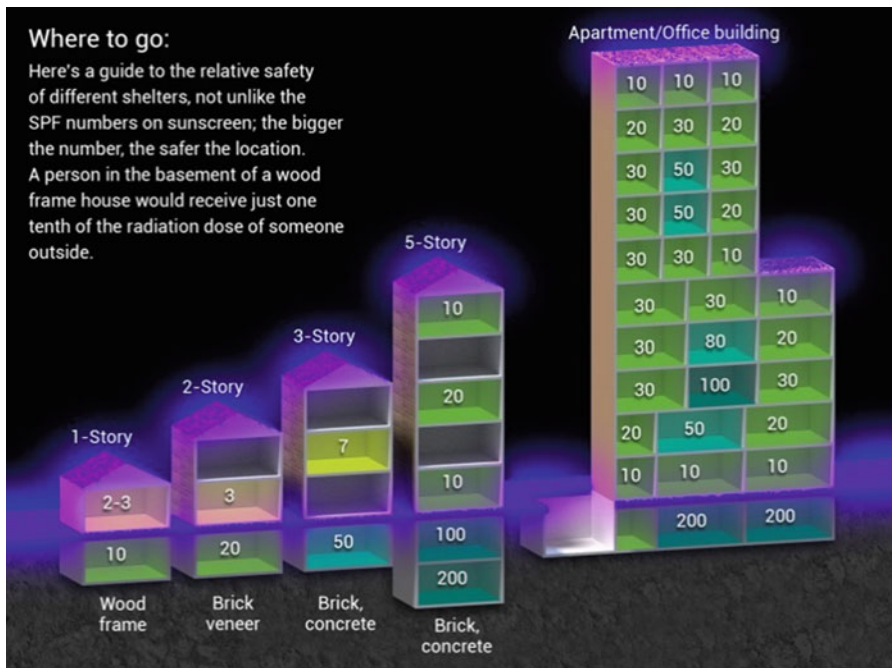 Where to go:
Here's a guide to the relative safety
of different shelters, not unlike the
SPF numbers on sunscreen; the bigger
the number, the safer the location.
A person in the basement of a wood
frame house would receive just one
tenth of the radiation dose of someone
outside.
1-Story
2-3
10
Wood
frame
2-Story
3
20
Brick
veneer
3-Story
7
50
Brick,
concrete
5-Story
10
20
10
100
200
Brick,
concrete
Apartment/Office building
10 10 10
20 30 20
30 50 30
30 50 20
30 30 10
30 30 10
30 80 20
30 100 30
20 50 20
10 10 10
200 200